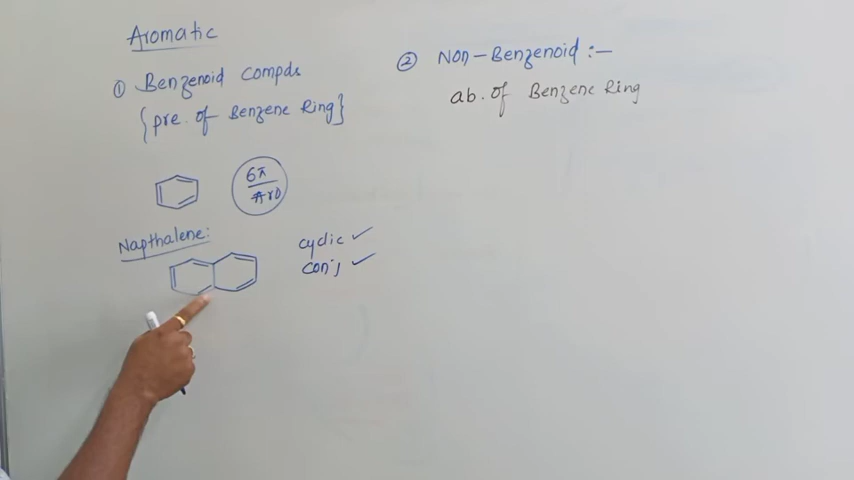 Aromatic
① Benzenoid Compds
{pre. of Benzene Ring}
6π
Aro
Napthalene:
cyclic ✓
conj ✓
② Non-Benzenoid :-
ab. of Benzene Ring